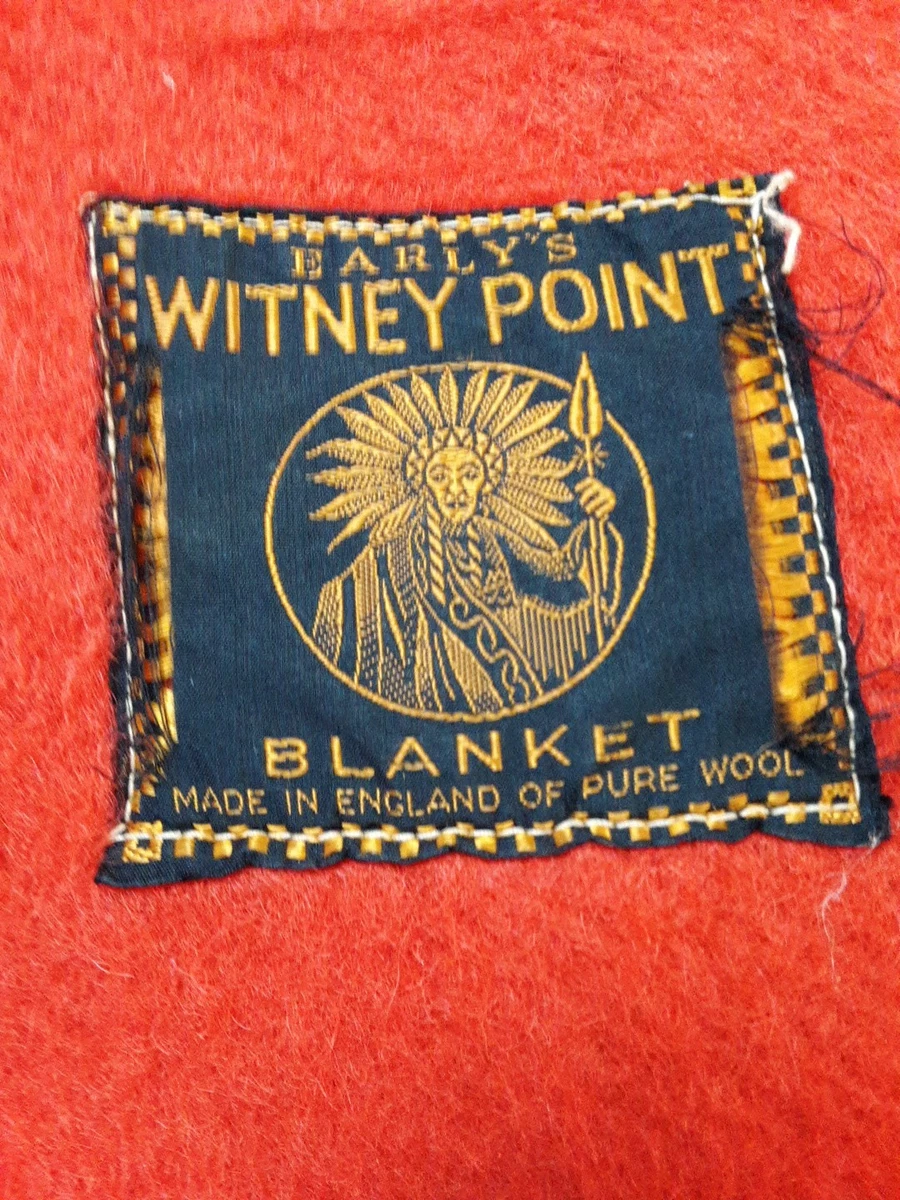 EARLY'S
WITNEY POINT
BLANKET
MADE IN ENGLAND OF PURE WOOL